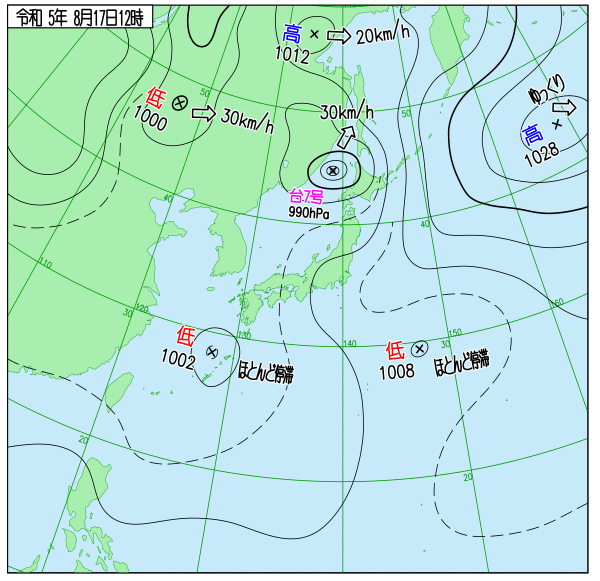 令和 5年 8月17日12時
高
1012
20km/h
低
1000
30km/h
30km/h
台7号
990hPa
ゆっくり
高
1028
低
1002
ほとんど停滞
低
1008
ほとんど停滞
50
50
40
40
110
120
30
130
140
150
30
160
20
20